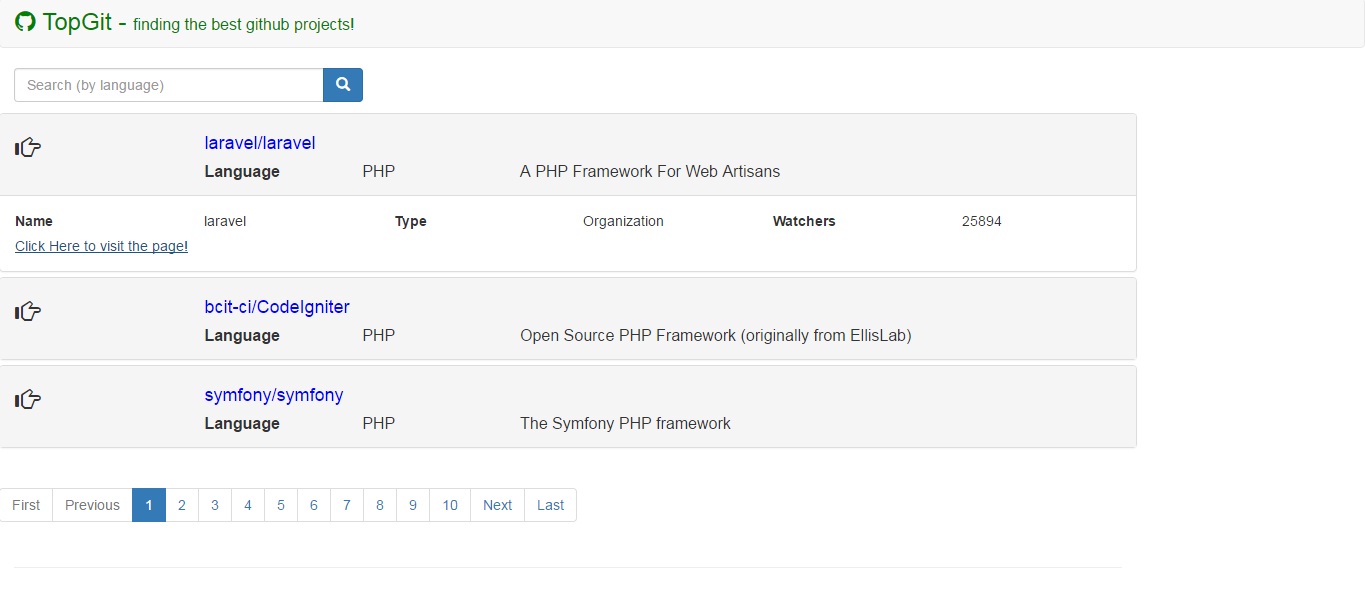 TopGit - finding the best github projects!
Search (by language)
laravel/laravel
Language PHP A PHP Framework For Web Artisans
Name laravel Type Organization Watchers 25894
Click Here to visit the page!
bcit-ci/CodeIgniter
Language PHP Open Source PHP Framework (originally from EllisLab)
symfony/symfony
Language PHP The Symfony PHP framework
First Previous 1 2 3 4 5 6 7 8 9 10 Next Last